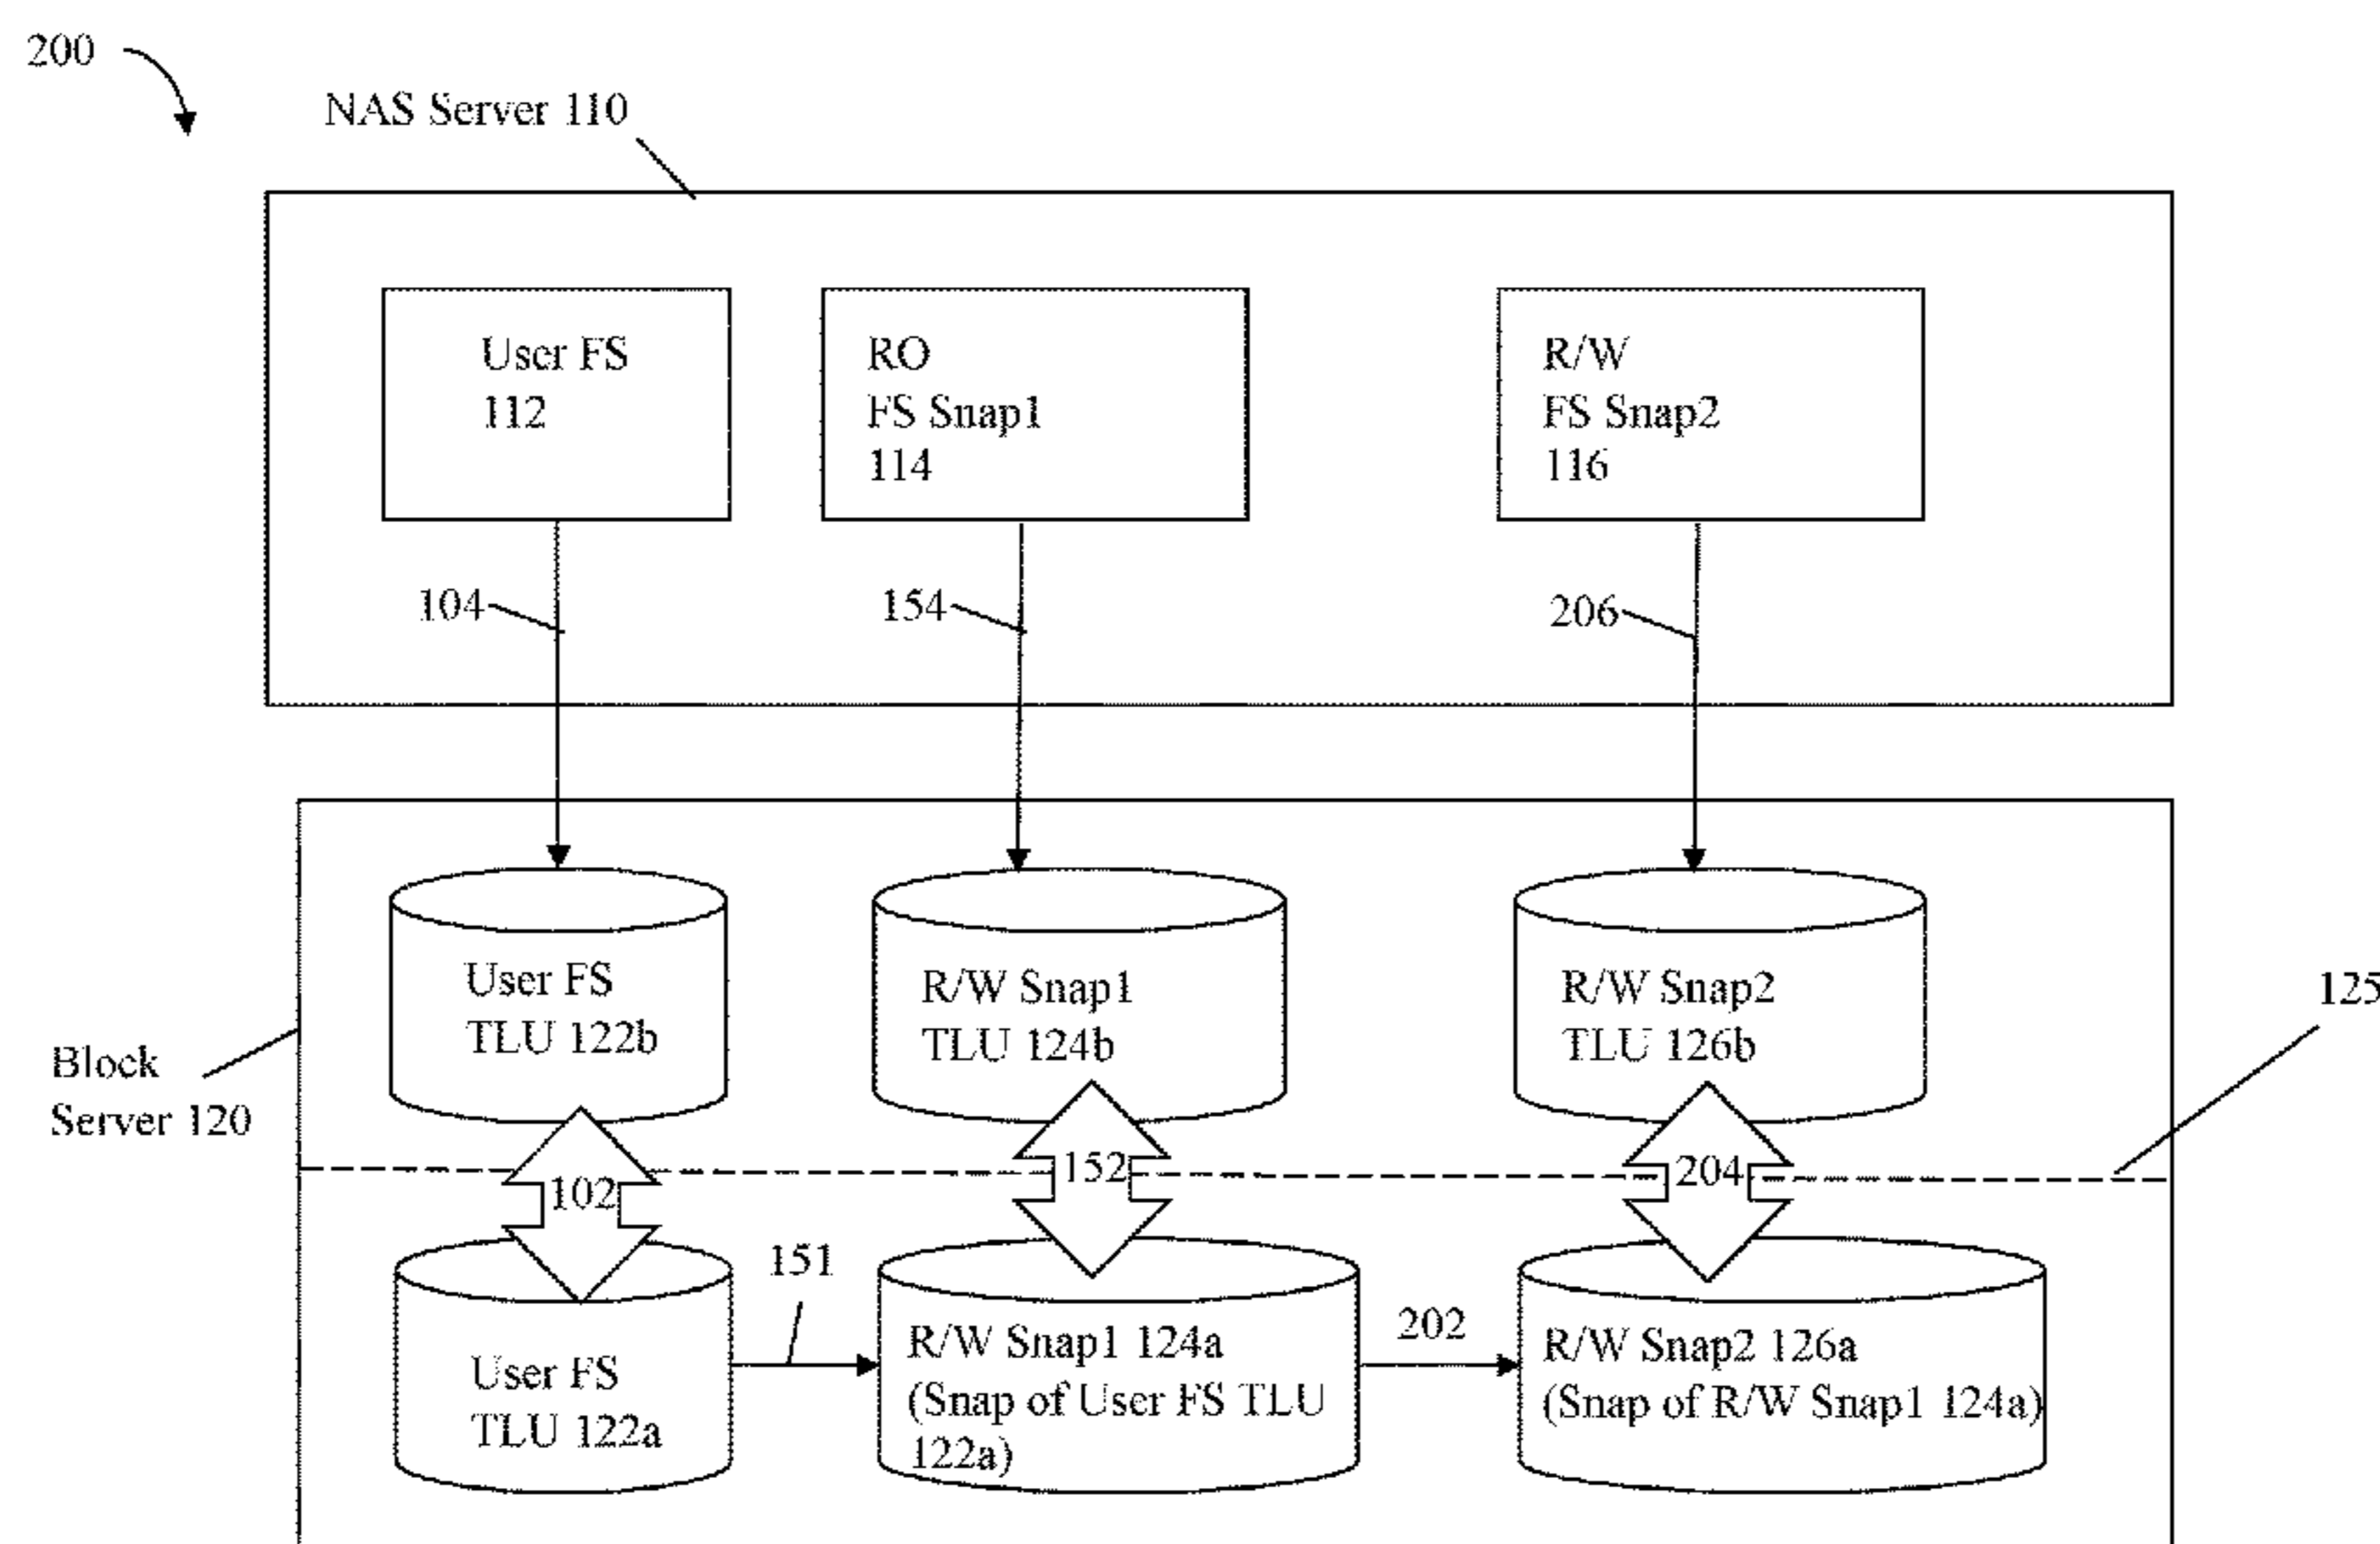 200
NAS Server 110
User FS
112
RO
FS Snap1
114
R/W
FS Snap2
116
104
154
206
User FS
TLU 122b
R/W Snap1
TLU 124b
R/W Snap2
TLU 126b
125
Block
Server 120
102
152
204
151
202
User FS
TLU 122a
R/W Snap1 124a
(Snap of User FS TLU
122a)
R/W Snap2 126a
(Snap of R/W Snap1 124a)